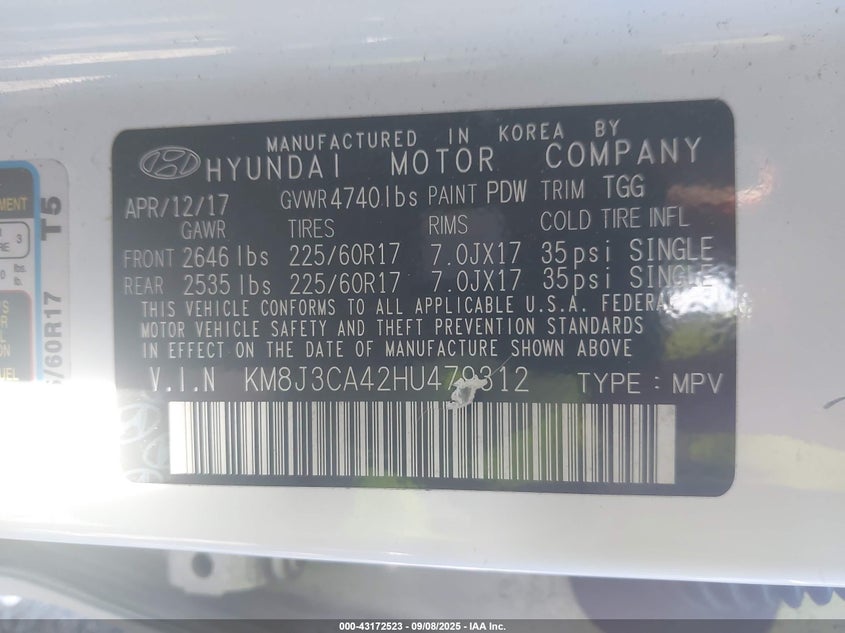 MANUFACTURED IN KOREA BY
HYUNDAI MOTOR COMPANY
APR/12/17 GVWR 4740 lbs PAINT PDW TRIM TGG
GAWR TIRES RIMS COLD TIRE INFL
FRONT 2646 lbs 225/60R17 7.0JX17 35psi SINGLE
REAR 2535 lbs 225/60R17 7.0JX17 35psi SINGLE
THIS VEHICLE CONFORMS TO ALL APPLICABLE U.S.A. FEDERAL
MOTOR VEHICLE SAFETY AND THEFT PREVENTION STANDARDS
IN EFFECT ON THE DATE OF MANUFACTURE SHOWN ABOVE
V.I.N KM8J3CA42HU479312 TYPE : MPV
T5
/60R17
000-43172523 - 09/08/2025 - IAA Inc.